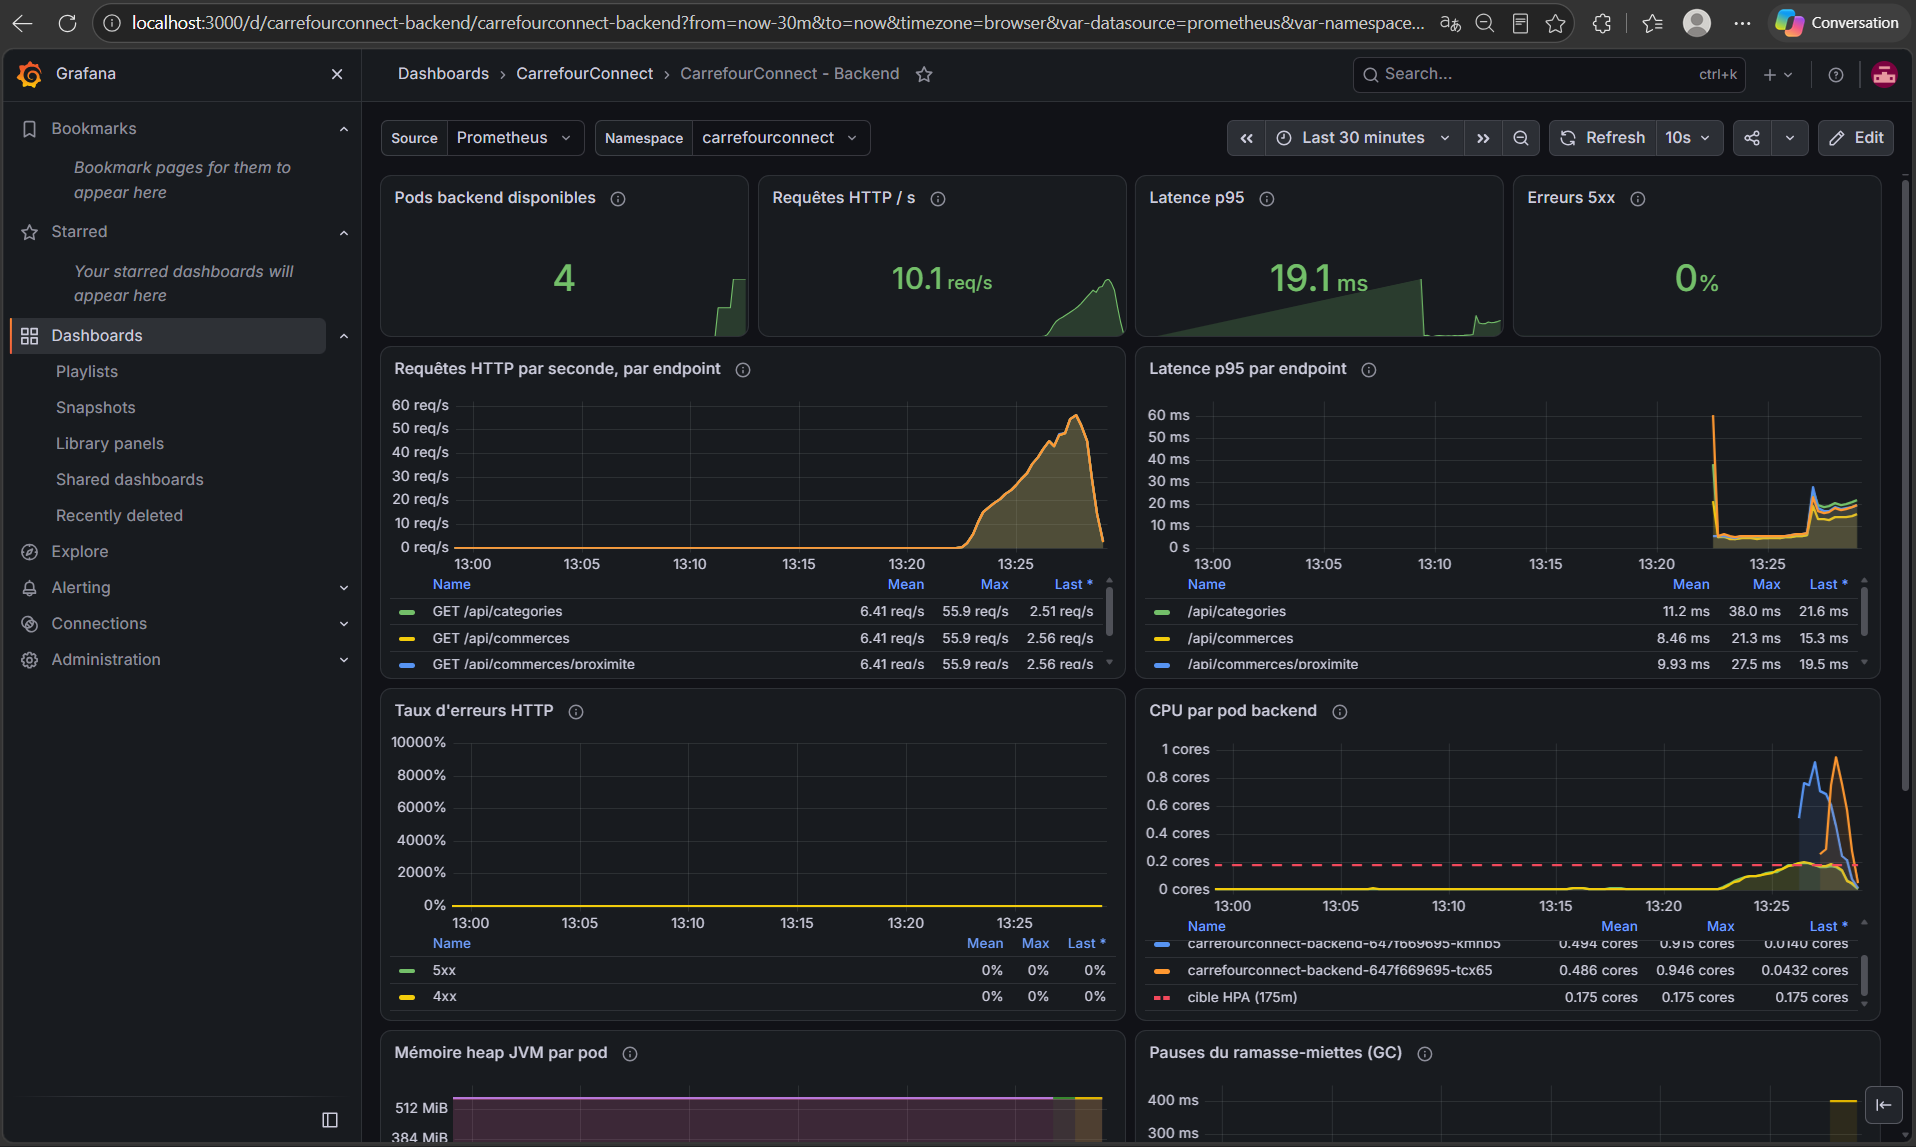 localhost:3000/d/carrefourconnect-backend/carrefourconnect-backend?from=now-30m&to=now&timezone=browser&var-datasource=prometheus&var-namespace...
Conversation
Grafana
Dashboards › CarrefourConnect › CarrefourConnect - Backend
Search... ctrl+k
Bookmarks
Bookmark pages for them to
appear here
Starred
Your starred dashboards will
appear here
Dashboards
Playlists
Snapshots
Library panels
Shared dashboards
Recently deleted
Explore
Alerting
Connections
Administration
Source Prometheus Namespace carrefourconnect
Last 30 minutes Refresh 10s Edit
Pods backend disponibles
4
Requêtes HTTP / s
10.1 req/s
Latence p95
19.1 ms
Erreurs 5xx
0%
Requêtes HTTP par seconde, par endpoint
60 req/s
50 req/s
40 req/s
30 req/s
20 req/s
10 req/s
0 req/s
13:00 13:05 13:10 13:15 13:20 13:25
Name Mean Max Last *
GET /api/categories 6.41 req/s 55.9 req/s 2.51 req/s
GET /api/commerces 6.41 req/s 55.9 req/s 2.56 req/s
GET /api/commerces/proximite 6.41 req/s 55.9 req/s 2.56 req/s
Latence p95 par endpoint
60 ms
50 ms
40 ms
30 ms
20 ms
10 ms
0 s
13:00 13:05 13:10 13:15 13:20 13:25
Name Mean Max Last *
/api/categories 11.2 ms 38.0 ms 21.6 ms
/api/commerces 8.46 ms 21.3 ms 15.3 ms
/api/commerces/proximite 9.93 ms 27.5 ms 19.5 ms
Taux d'erreurs HTTP
10000%
8000%
6000%
4000%
2000%
0%
13:00 13:05 13:10 13:15 13:20 13:25
Name Mean Max Last *
5xx 0% 0% 0%
4xx 0% 0% 0%
CPU par pod backend
1 cores
0.8 cores
0.6 cores
0.4 cores
0.2 cores
0 cores
13:00 13:05 13:10 13:15 13:20 13:25
Name Mean Max Last *
carrefourconnect-backend-647f669695-kmnb5 0.494 cores 0.915 cores 0.0140 cores
carrefourconnect-backend-647f669695-tcx65 0.486 cores 0.946 cores 0.0432 cores
cible HPA (175m) 0.175 cores 0.175 cores 0.175 cores
Mémoire heap JVM par pod
512 MiB
384 MiB
Pauses du ramasse-miettes (GC)
400 ms
300 ms